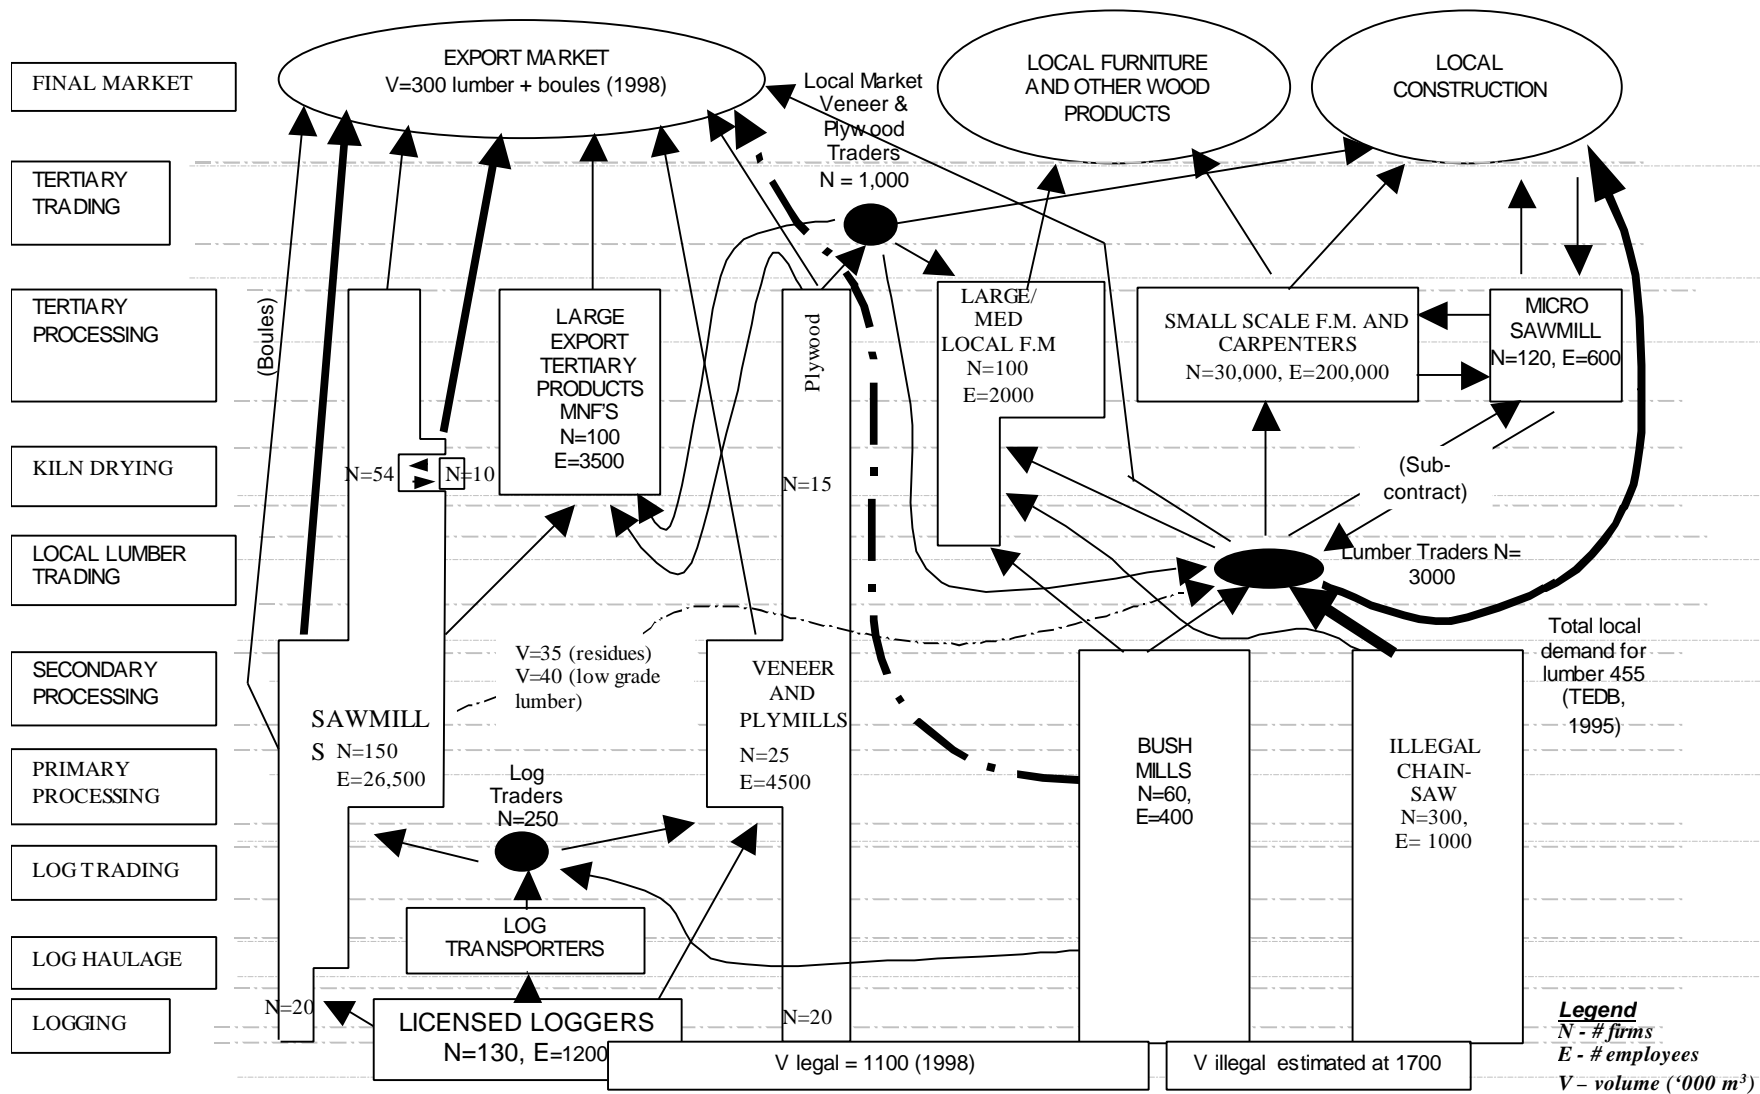 EXPORT MARKET
V=300 lumber + boules (1998)
Local Market
Veneer &
Plywood
Traders
N = 1,000
LOCAL FURNITURE
AND OTHER WOOD
PRODUCTS
LOCAL
CONSTRUCTION
FINAL MARKET
TERTIARY
TRADING
TERTIARY
PROCESSING
KILN DRYING
LOCAL LUMBER
TRADING
SECONDARY
PROCESSING
PRIMARY
PROCESSING
LOG TRADING
LOG HAULAGE
LOGGING
(Boules)
LARGE
EXPORT
TERTIARY
PRODUCTS
MNF'S
N=100
E=3500
Plywood
LARGE/
MED
LOCAL F.M
N=100
E=2000
SMALL SCALE F.M. AND
CARPENTERS
N=30,000, E=200,000
MICRO
SAWMILL
N=120, E=600
N=54
N=10
N=15
(Sub-
contract)
Lumber Traders N=
3000
V=35 (residues)
V=40 (low grade
lumber)
SAWMILL
S N=150
E=26,500
VENEER
AND
PLYMILLS
N=25
E=4500
Log
Traders
N=250
BUSH
MILLS
N=60,
E=400
ILLEGAL
CHAIN-
SAW
N=300,
E= 1000
Total local
demand for
lumber 455
(TEDB,
1995)
LOG
TRANSPORTERS
N=20
LICENSED LOGGERS
N=130, E=1200
N=20
V legal = 1100 (1998)
V illegal estimated at 1700
Legend
N - # firms
E - # employees
V – volume (‘000 m³)